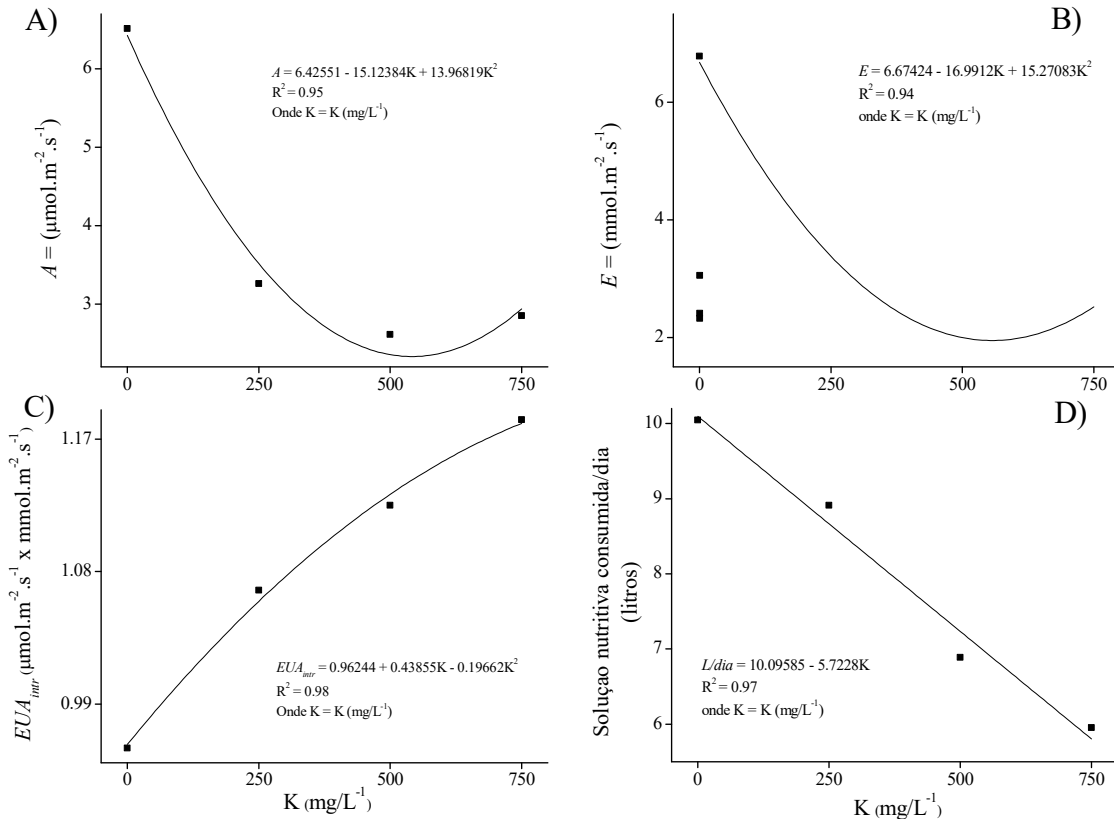 A)
6
5
4
3
0
250
500
750
A = (µmol.m⁻².s⁻¹)
A = 6.42551 - 15.12384K + 13.96819K²
R² = 0.95
Onde K = K (mg/L⁻¹)
B)
6
4
2
0
250
500
750
E = (mmol.m⁻².s⁻¹)
E = 6.67424 - 16.9912K + 15.27083K²
R² = 0.94
onde K = K (mg/L⁻¹)
C)
1.17
1.08
0.99
0
250
500
750
EUA_intr (µmol.m⁻².s⁻¹ x mmol.m⁻².s⁻¹)
EUA_intr = 0.96244 + 0.43855K - 0.19662K²
R² = 0.98
Onde K = K (mg/L⁻¹)
K (mg/L⁻¹)
D)
10
9
8
7
6
0
250
500
750
Soluçao nutritiva consumida/dia
(litros)
L/dia = 10.09585 - 5.7228K
R² = 0.97
onde K = K (mg/L⁻¹)
K (mg/L⁻¹)